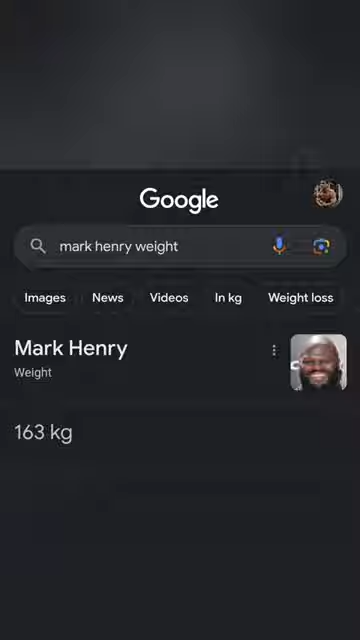 Google
mark henry weight
Images News Videos In kg Weight loss
Mark Henry
Weight
163 kg